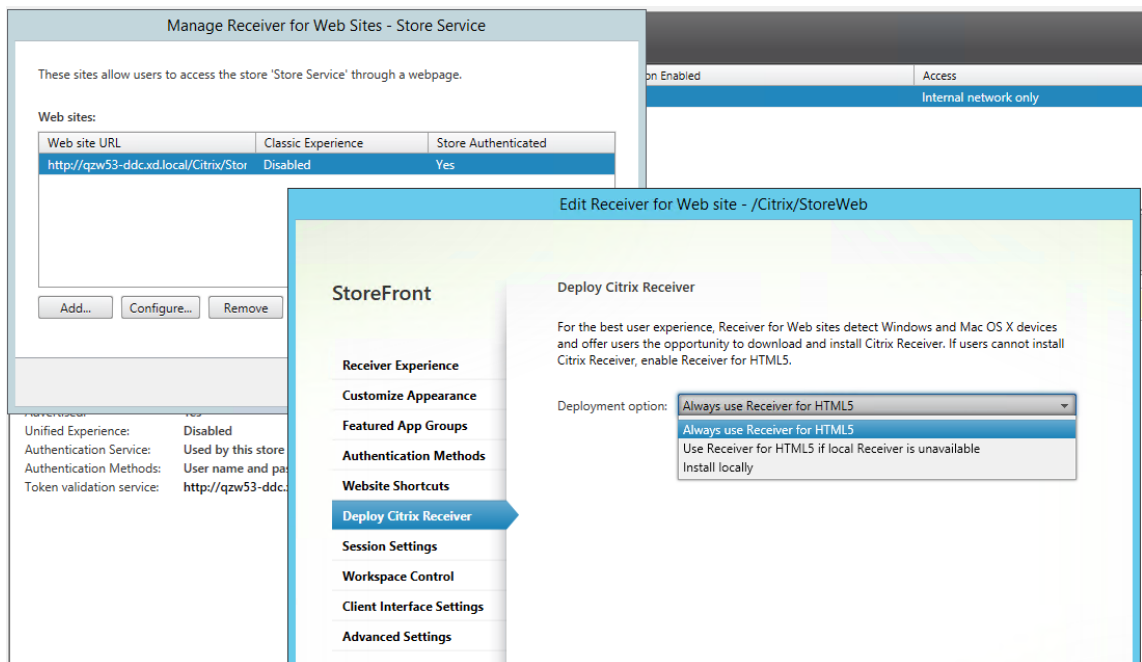 Manage Receiver for Web Sites - Store Service
These sites allow users to access the store 'Store Service' through a webpage.
Web sites:
Web site URL Classic Experience Store Authenticated
http://qzw53-ddc.xd.local/Citrix/Stor Disabled Yes
Add... Configure... Remove
on Enabled Access
Internal network only
Unified Experience: Disabled
Authentication Service: Used by this store
Authentication Methods: User name and pas
Token validation service: http://qzw53-ddc.
Edit Receiver for Web site - /Citrix/StoreWeb
StoreFront
Receiver Experience
Customize Appearance
Featured App Groups
Authentication Methods
Website Shortcuts
Deploy Citrix Receiver
Session Settings
Workspace Control
Client Interface Settings
Advanced Settings
Deploy Citrix Receiver
For the best user experience, Receiver for Web sites detect Windows and Mac OS X devices
and offer users the opportunity to download and install Citrix Receiver. If users cannot install
Citrix Receiver, enable Receiver for HTML5.
Deployment option: Always use Receiver for HTML5
Always use Receiver for HTML5
Use Receiver for HTML5 if local Receiver is unavailable
Install locally